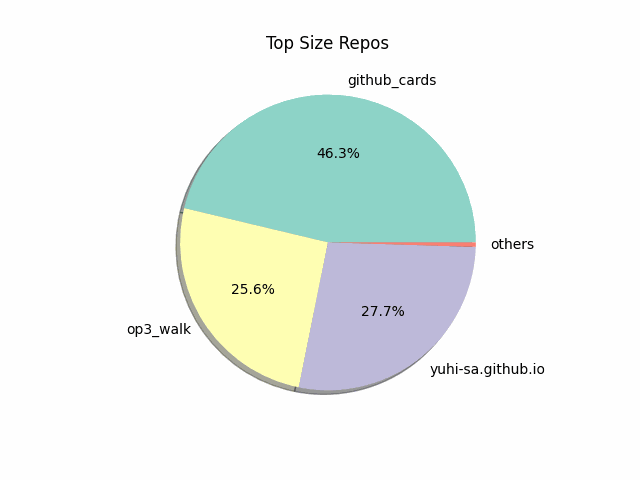 Top Size Repos
github_cards
46.3%
others
25.6%
27.7%
op3_walk
yuhi-sa.github.io